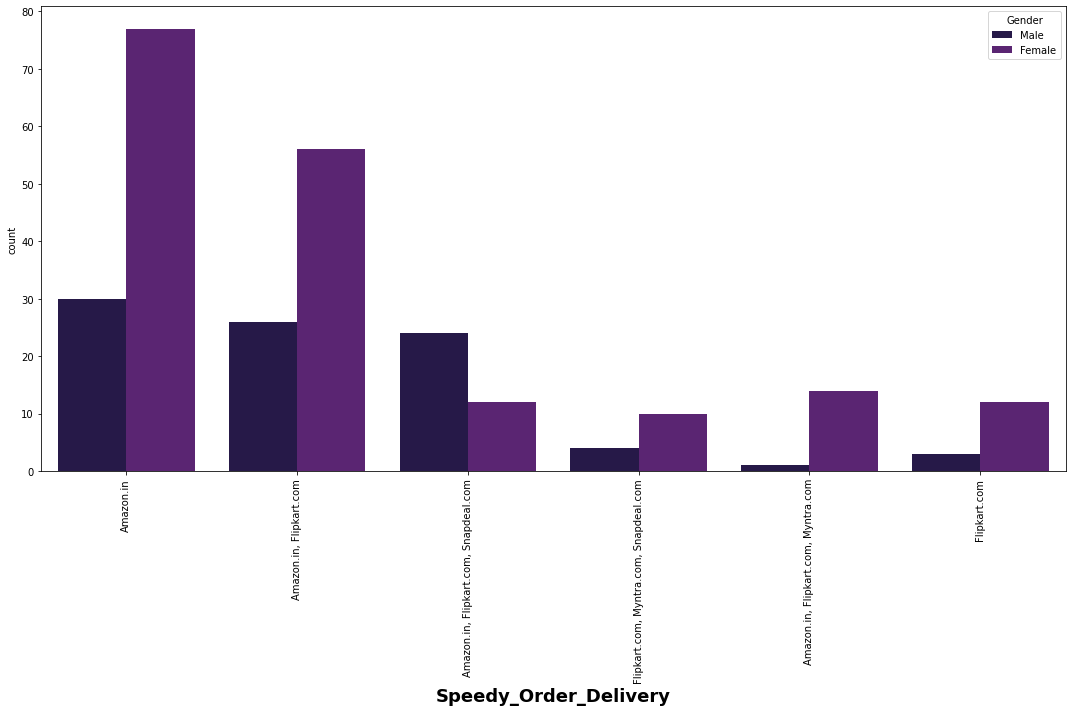 80
70
60
50
40
30
20
10
0
count
Gender
Male
Female
Amazon.in
Amazon.in, Flipkart.com
Amazon.in, Flipkart.com, Snapdeal.com
Flipkart.com, Myntra.com, Snapdeal.com
Amazon.in, Flipkart.com, Myntra.com
Flipkart.com
Speedy_Order_Delivery